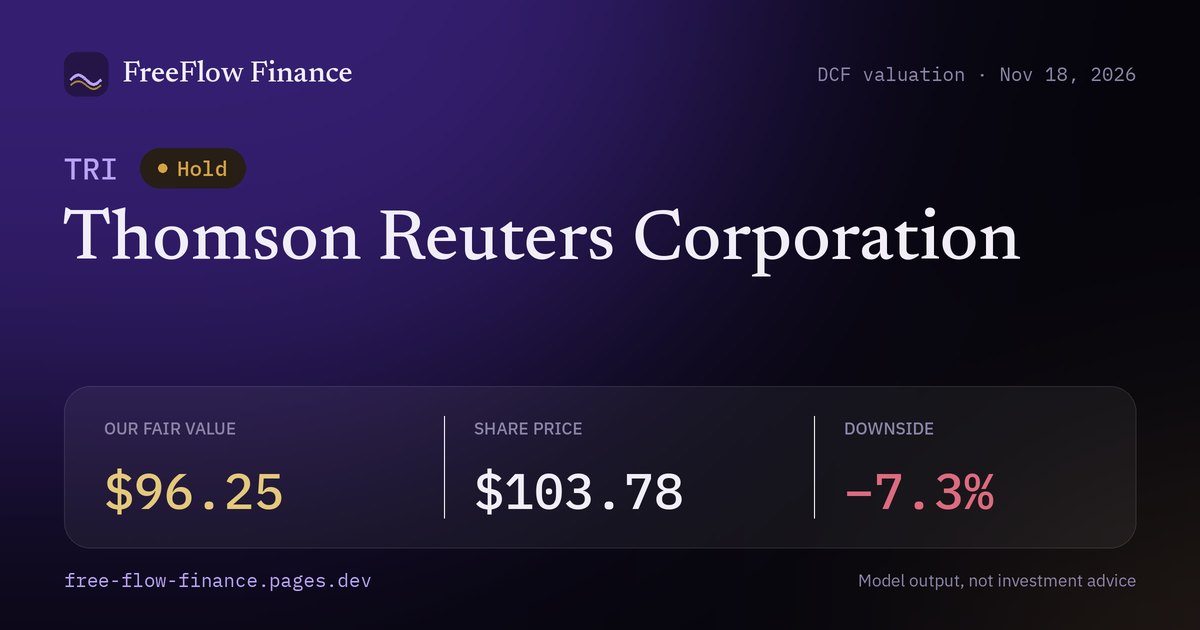 FreeFlow Finance
DCF valuation · Nov 18, 2026
TRI
Hold
Thomson Reuters Corporation
OUR FAIR VALUE
$96.25
SHARE PRICE
$103.78
DOWNSIDE
−7.3%
free-flow-finance.pages.dev
Model output, not investment advice